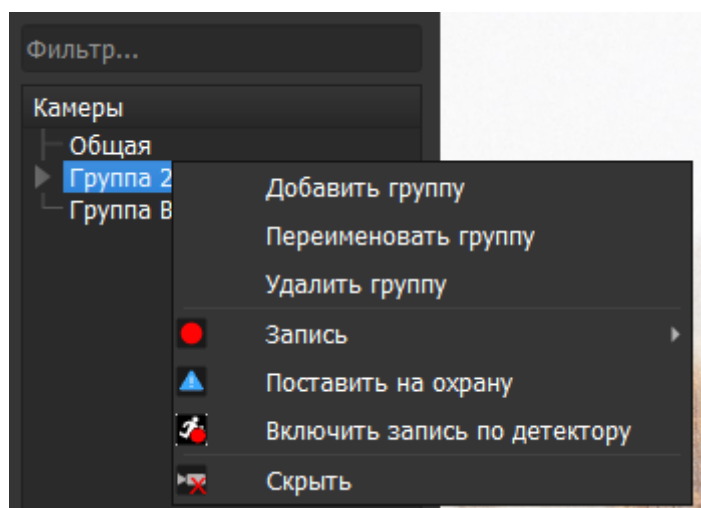 Фильтр...
Камеры
Общая
Группа 2
Группа В
Добавить группу
Переименовать группу
Удалить группу
Запись
Поставить на охрану
Включить запись по детектору
Скрыть